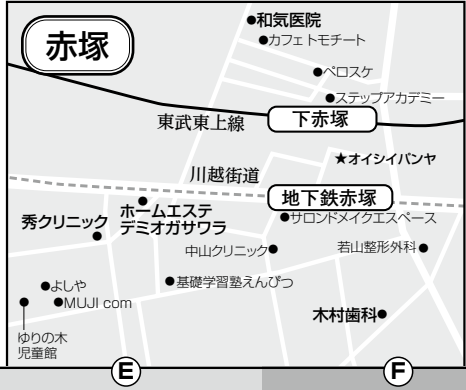 赤塚
●和気医院
●カフェトモチート
●ペロスケ
●ステップアカデミー
東武東上線
下赤塚
★オイシイパンヤ
川越街道
地下鉄赤塚
ホームエステ
デミオガサワラ
秀クリニック
●サロンドメイクエスペース
中山クリニック●
若山整形外科●
●よしや
●基礎学習塾えんぴつ
●MUJI com
木村歯科●
ゆりの木
児童館
E
F